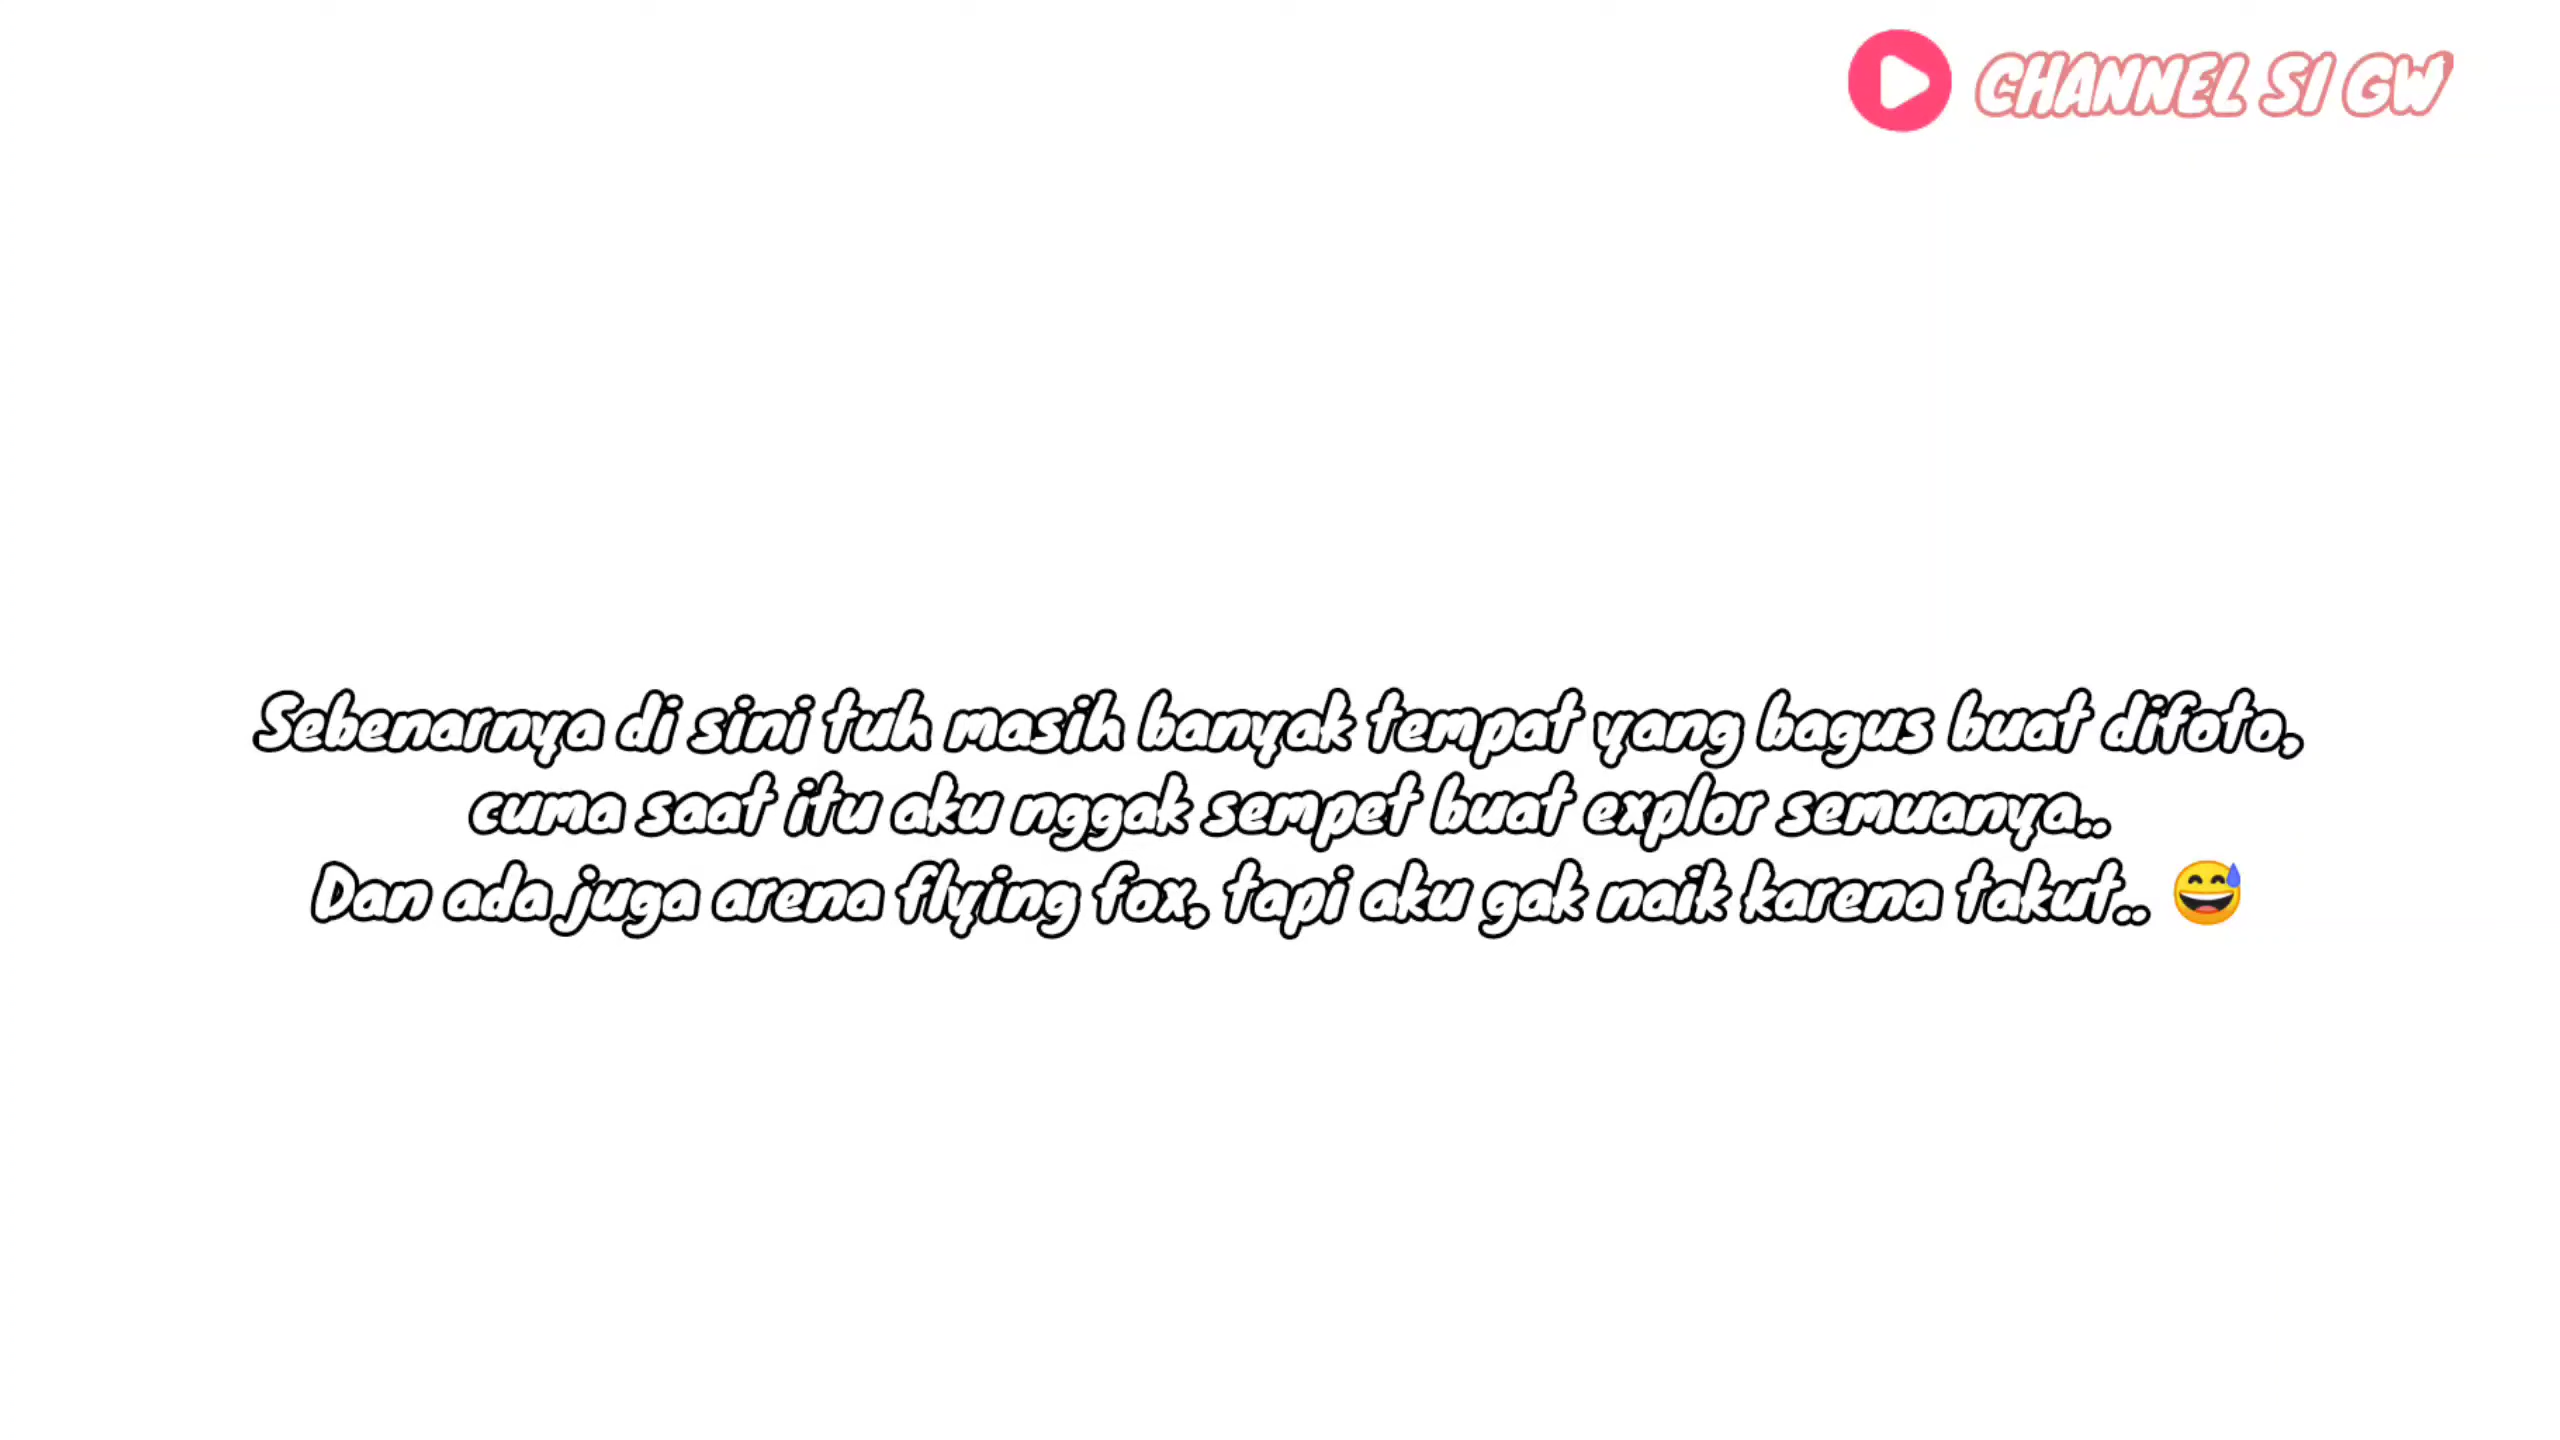 CHANNEL SI GW
Sebenarnya di sini tuh masih banyak tempat yang bagus buat difoto,
cuma saat itu aku nggak sempet buat explor semuanya..
Dan ada juga arena flying fox, tapi aku gak naik karena takut.. 😅